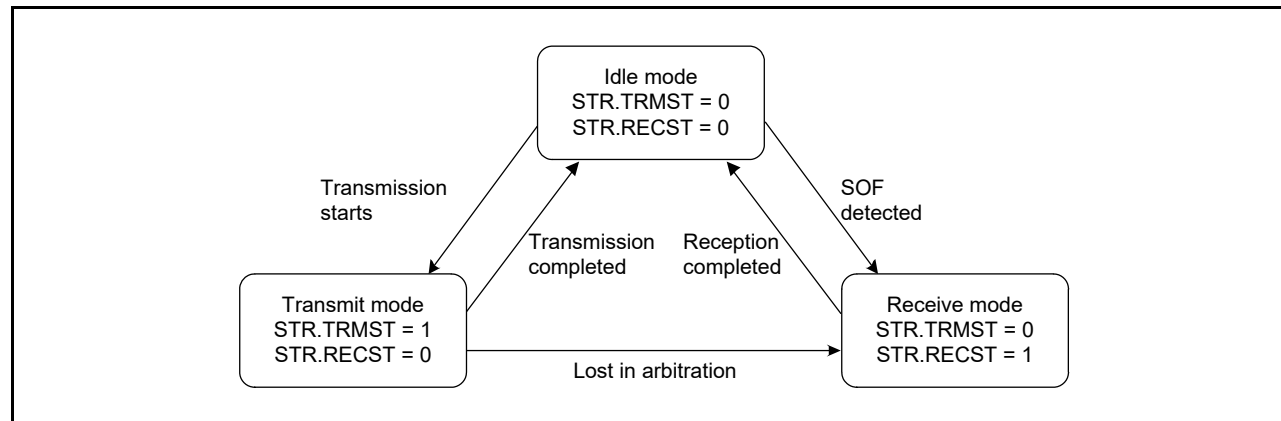 Idle mode
STR.TRMST = 0
STR.RECST = 0
Transmission
starts
SOF
detected
Transmission
completed
Reception
completed
Transmit mode
STR.TRMST = 1
STR.RECST = 0
Receive mode
STR.TRMST = 0
STR.RECST = 1
Lost in arbitration